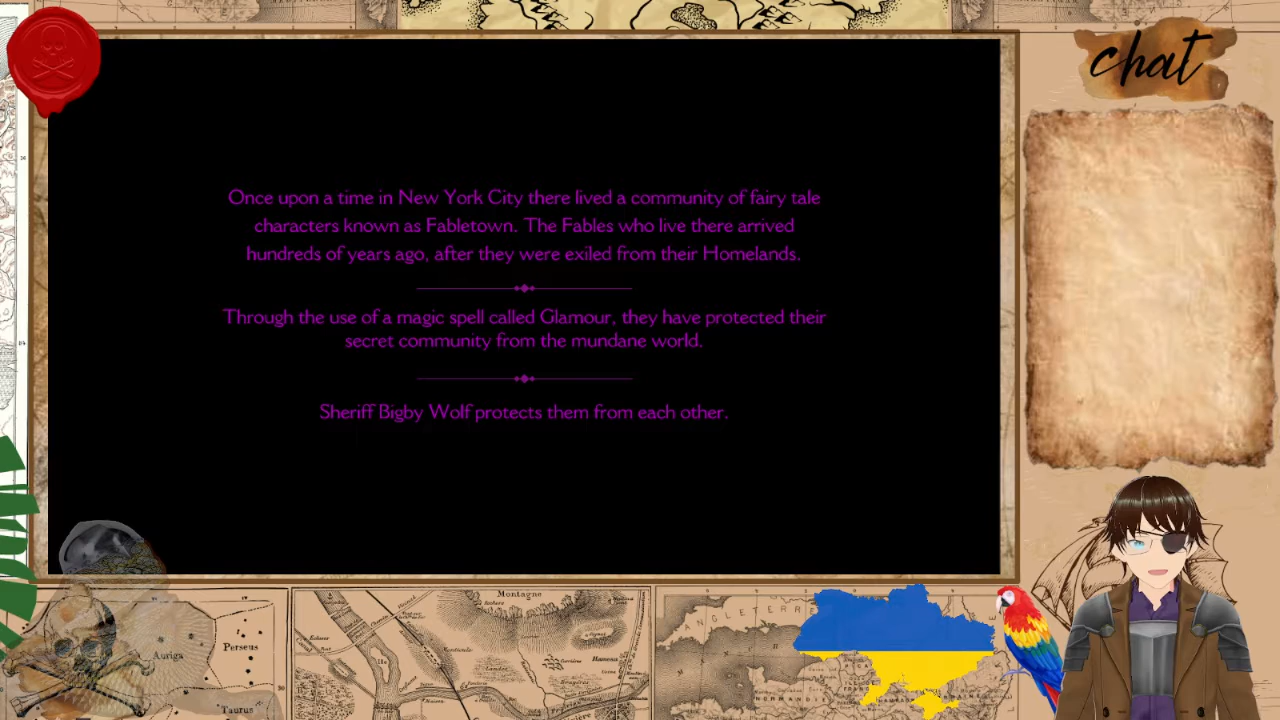 chat
Once upon a time in New York City there lived a community of fairy tale
characters known as Fabletown. The Fables who live there arrived
hundreds of years ago, after they were exiled from their Homelands.
Through the use of a magic spell called Glamour, they have protected their
secret community from the mundane world.
Sheriff Bigby Wolf protects them from each other.
Montagne
Auriga
Perseus
Taurus